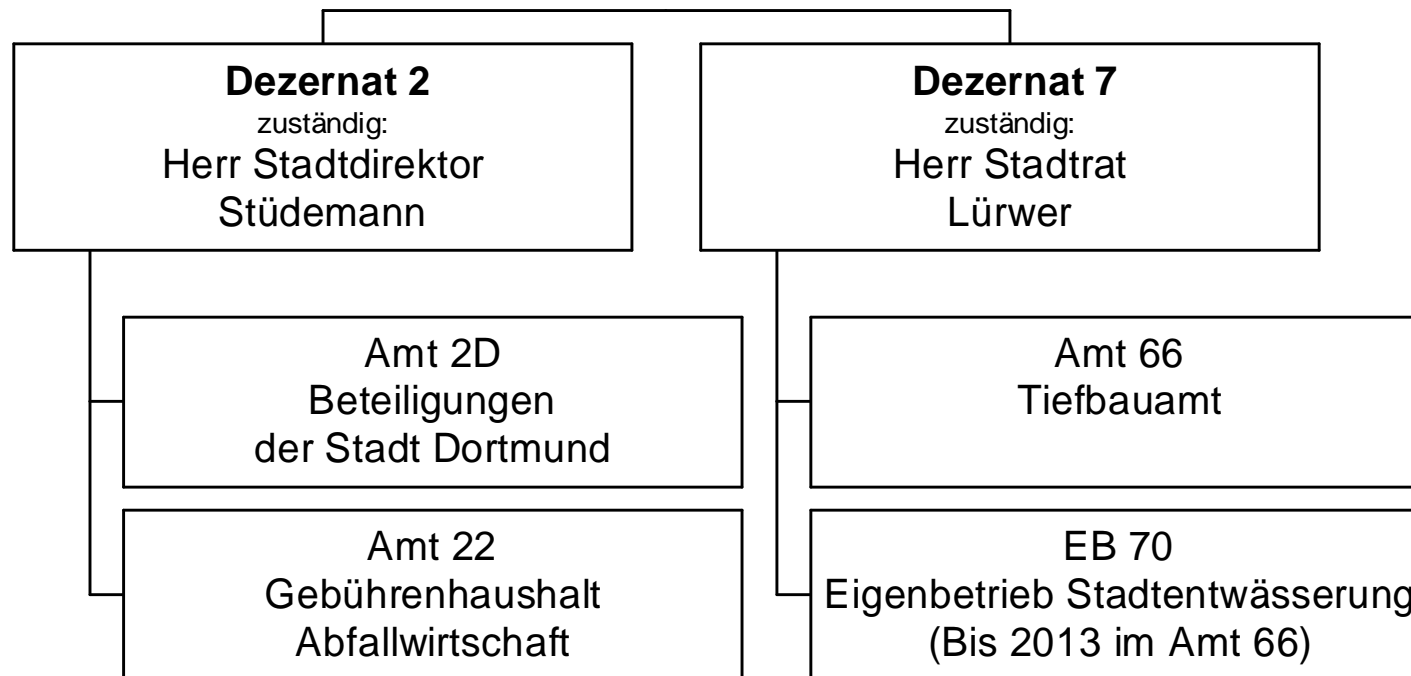 Dezernat 2
zuständig:
Herr Stadtdirektor
Stüdemann
Dezernat 7
zuständig:
Herr Stadtrat
Lürwer
Amt 2D
Beteiligungen
der Stadt Dortmund
Amt 66
Tiefbauamt
Amt 22
Gebührenhaushalt
Abfallwirtschaft
EB 70
Eigenbetrieb Stadtentwässerung
(Bis 2013 im Amt 66)